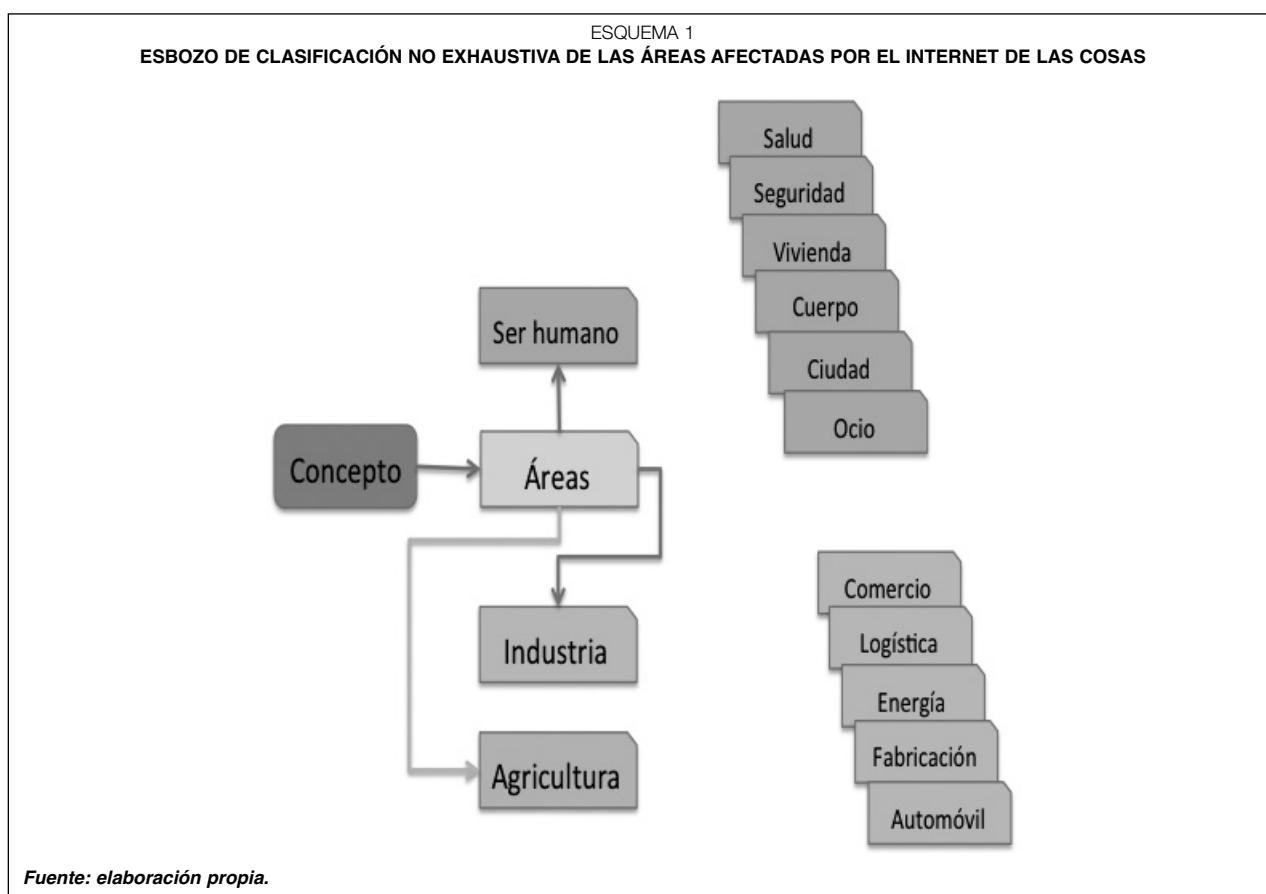 ESQUEMA 1
ESBOZO DE CLASIFICACIÓN NO EXHAUSTIVA DE LAS ÁREAS AFECTADAS POR EL INTERNET DE LAS COSAS
Salud
Seguridad
Vivienda
Cuerpo
Ciudad
Ocio
Ser humano
Concepto
Áreas
Industria
Agricultura
Comercio
Logística
Energía
Fabricación
Automóvil
Fuente: elaboración propia.